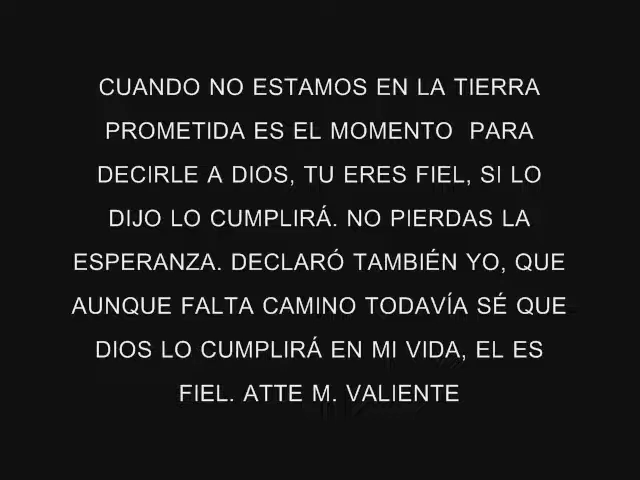 CUANDO NO ESTAMOS EN LA TIERRA
PROMETIDA ES EL MOMENTO  PARA
DECIRLE A DIOS, TU ERES FIEL, SI LO
DIJO LO CUMPLIRÁ. NO PIERDAS LA
ESPERANZA. DECLARÓ TAMBIÉN YO, QUE
AUNQUE FALTA CAMINO TODAVÍA SÉ QUE
DIOS LO CUMPLIRÁ EN MI VIDA, EL ES
FIEL. ATTE M. VALIENTE